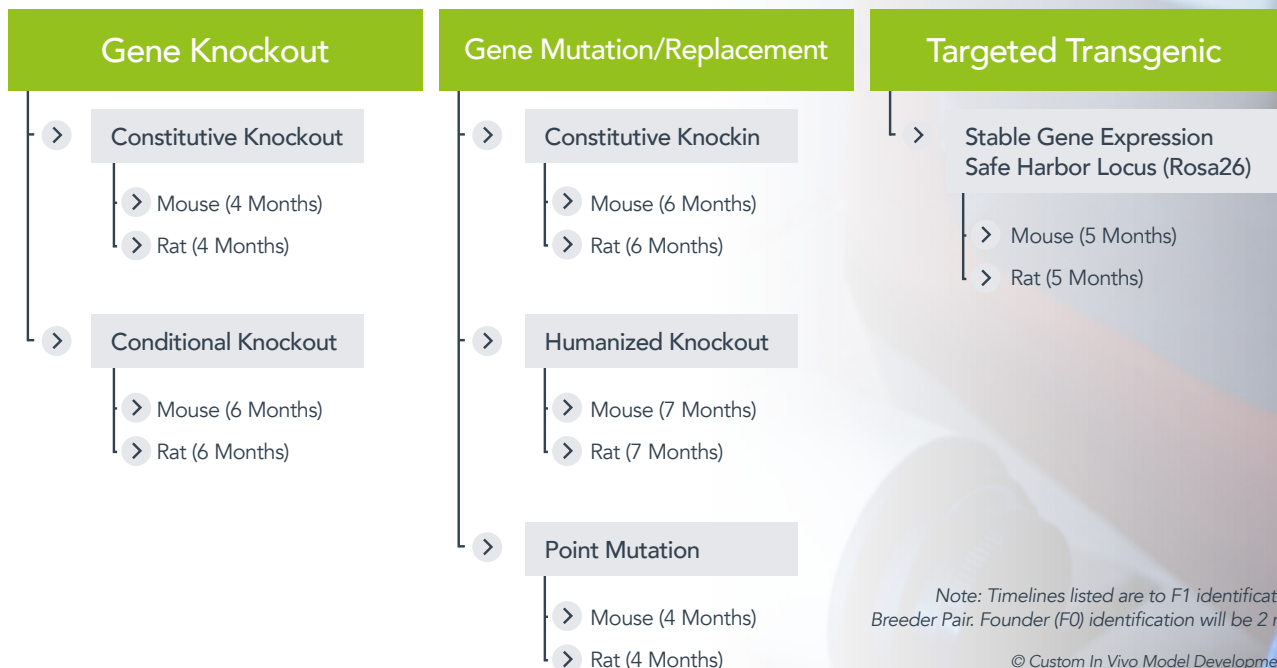 Gene Knockout
Constitutive Knockout
Mouse (4 Months)
Rat (4 Months)
Conditional Knockout
Mouse (6 Months)
Rat (6 Months)
Gene Mutation/Replacement
Constitutive Knockin
Mouse (6 Months)
Rat (6 Months)
Humanized Knockout
Mouse (7 Months)
Rat (7 Months)
Point Mutation
Mouse (4 Months)
Rat (4 Months)
Targeted Transgenic
Stable Gene Expression
Safe Harbor Locus (Rosa26)
Mouse (5 Months)
Rat (5 Months)
Note: Timelines listed are to F1
Breeder Pair. Founder (F0) identification will be 2
© Custom In Vivo Model